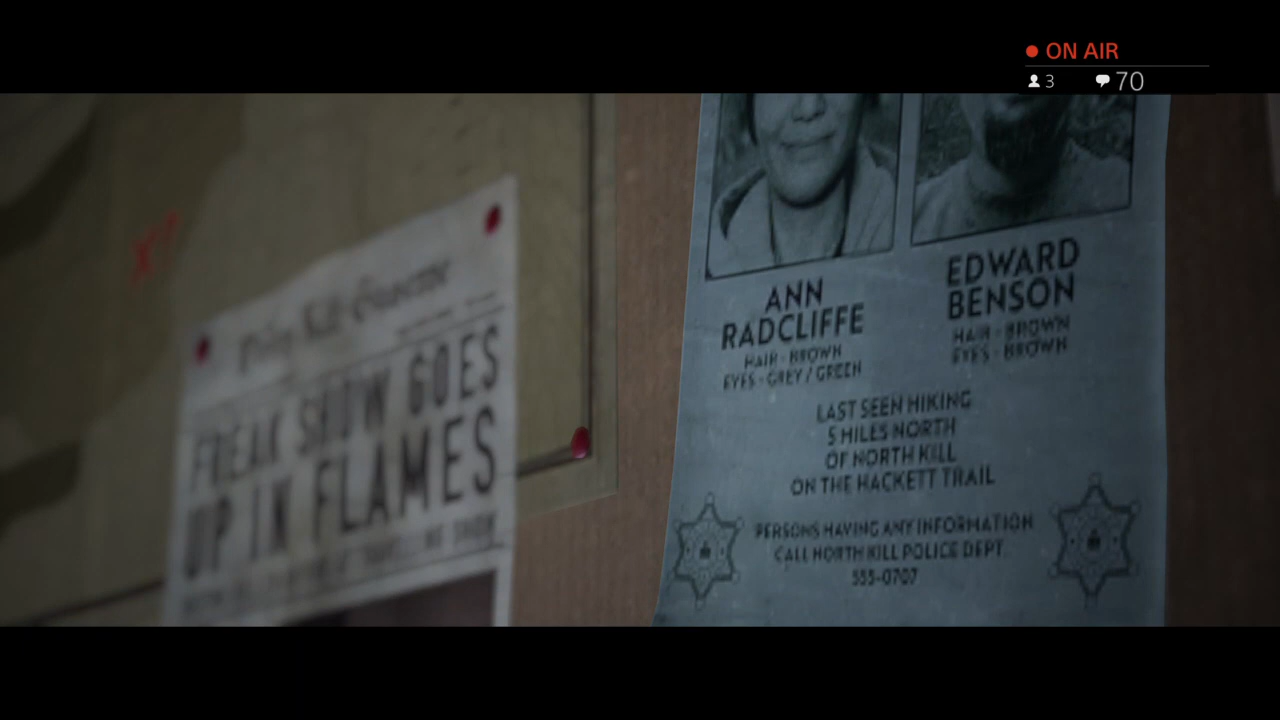 ON AIR
3
70
X?
FREAK SHOW GOES
UP IN FLAMES
ANN
RADCLIFFE
HAIR - BROWN
EYES - GREY / GREEN
EDWARD
BENSON
HAIR - BROWN
EYES - BROWN
LAST SEEN HIKING
5 MILES NORTH
OF NORTH KILL
ON THE HACKETT TRAIL
PERSONS HAVING ANY INFORMATION
CALL NORTH KILL POLICE DEPT.
555-0707